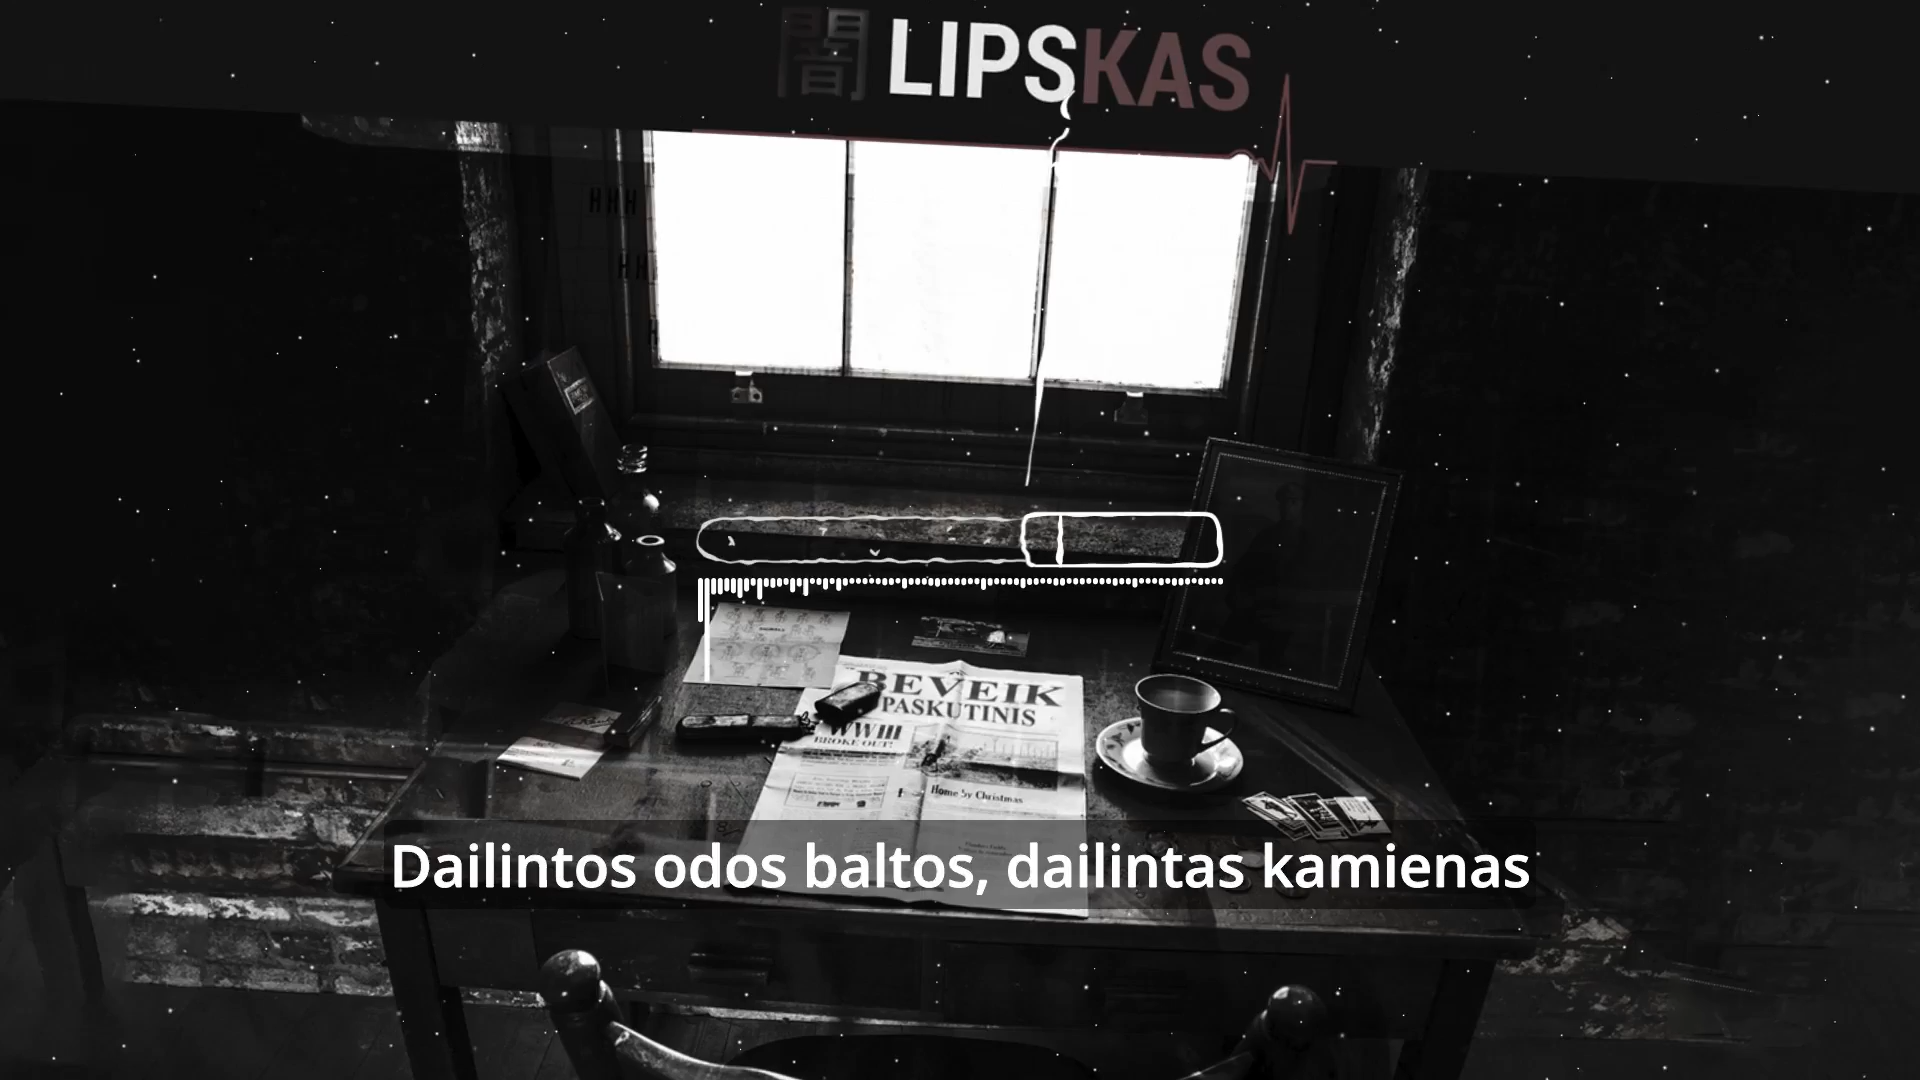 闇 LIPSKAS
BEVEIK
PASKUTINIS
WWIII
BROKE OUT!
Home by Christmas
Dailintos odos baltos, dailintas kamienas